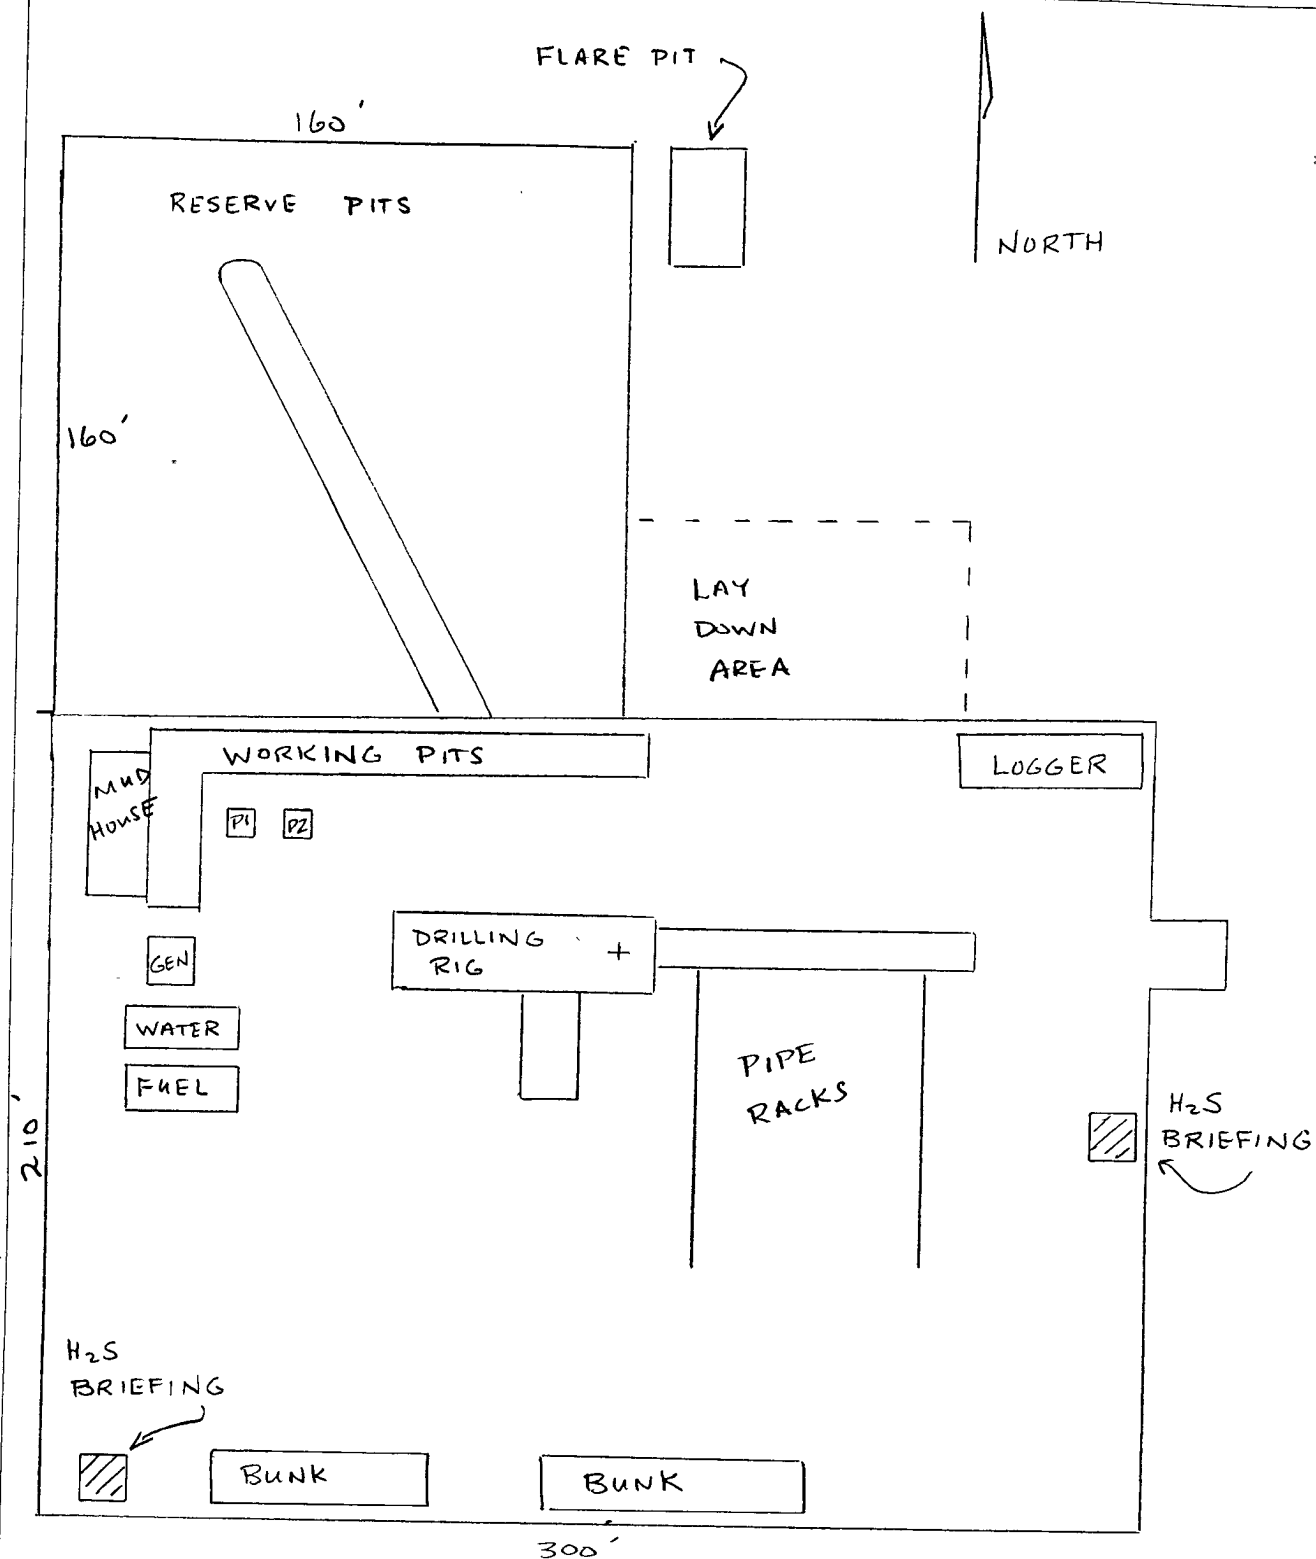 FLARE PIT
160'
RESERVE PITS
NORTH
160'
LAY
DOWN
AREA
WORKING PITS
LOGGER
MUD
HOUSE
P1
P2
DRILLING
RIG
GEN
WATER
FUEL
PIPE
RACKS
H₂S
BRIEFING
210'
H₂S
BRIEFING
BUNK
BUNK
300'